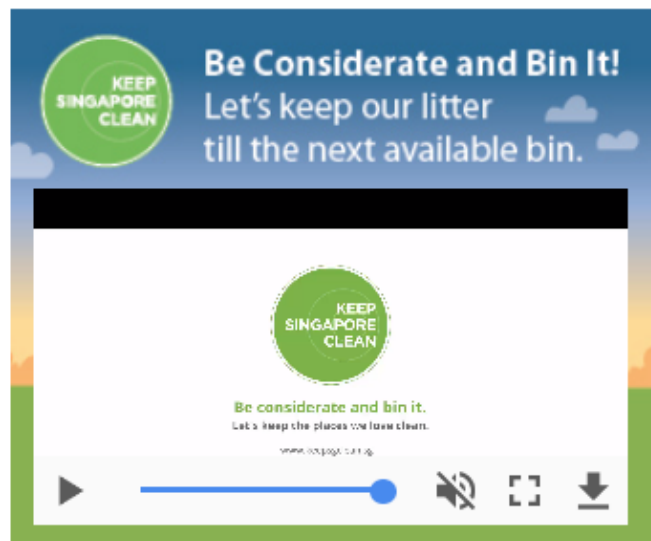 KEEP
SINGAPORE
CLEAN
Be Considerate and Bin It!
Let's keep our litter
till the next available bin.
KEEP
SINGAPORE
CLEAN
Be considerate and bin it.
Let's keep the places we love clean.